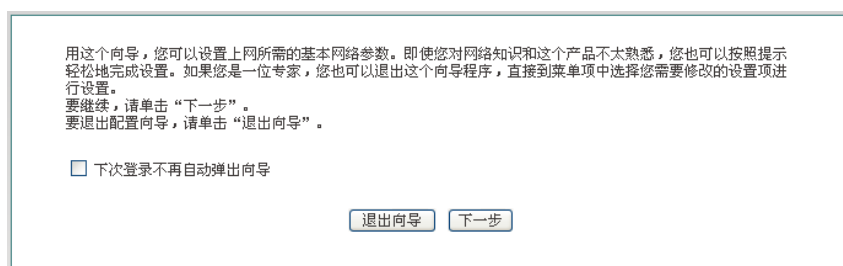 用这个向导，您可以设置上网所需的基本网络参数。即使您对网络知识和这个产品不太熟悉，您也可以按照提示
轻松地完成设置。如果您是一位专家，您也可以退出这个向导程序，直接到菜单项中选择您需要修改的设置项进
行设置。
要继续，请单击“下一步”。
要退出配置向导，请单击“退出向导”。
下次登录不再自动弹出向导
退出向导 下一步